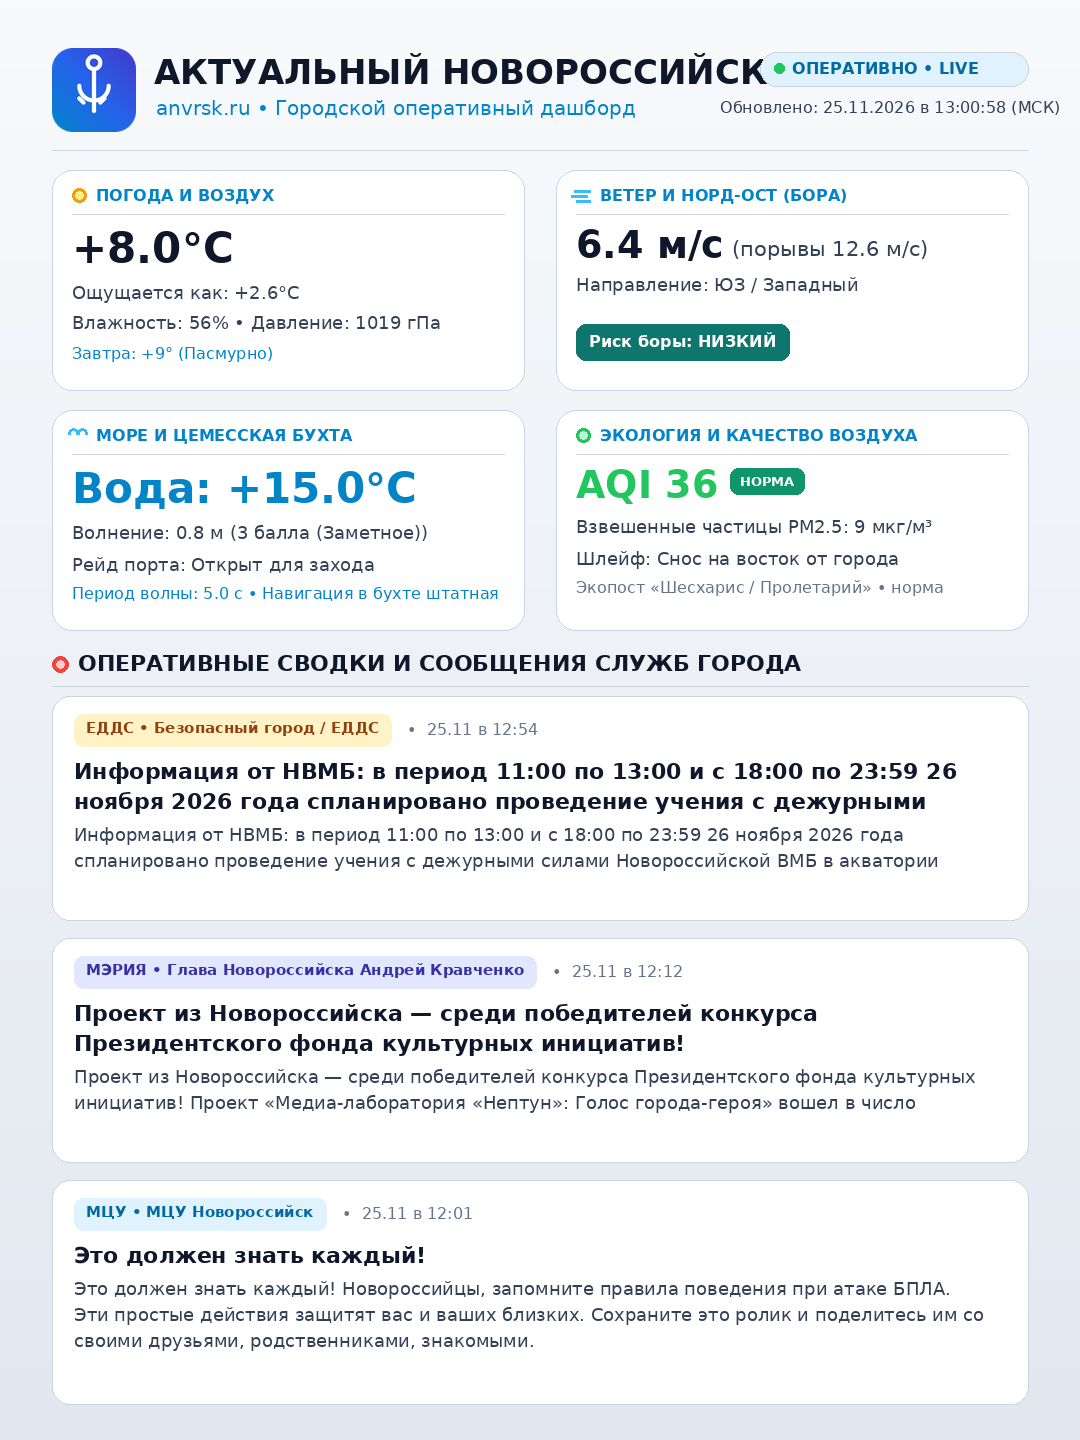 АКТУАЛЬНЫЙ НОВОРОССИЙСК
ОПЕРАТИВНО • LIVE
anvrsk.ru • Городской оперативный дашборд
Обновлено: 25.11.2026 в 13:00:58 (МСК)
ПОГОДА И ВОЗДУХ
+8.0°C
Ощущается как: +2.6°C
Влажность: 56% • Давление: 1019 гПа
Завтра: +9° (Пасмурно)
ВЕТЕР И НОРД-ОСТ (БОРА)
6.4 м/с (порывы 12.6 м/с)
Направление: ЮЗ / Западный
Риск боры: НИЗКИЙ
МОРЕ И ЦЕМЕССКАЯ БУХТА
Вода: +15.0°C
Волнение: 0.8 м (3 балла (Заметное))
Рейд порта: Открыт для захода
Период волны: 5.0 с • Навигация в бухте штатная
ЭКОЛОГИЯ И КАЧЕСТВО ВОЗДУХА
AQI 36 НОРМА
Взвешенные частицы PM2.5: 9 мкг/м³
Шлейф: Снос на восток от города
Экопост «Шесхарис / Пролетарий» • норма
ОПЕРАТИВНЫЕ СВОДКИ И СООБЩЕНИЯ СЛУЖБ ГОРОДА
ЕДДС • Безопасный город / ЕДДС • 25.11 в 12:54
Информация от НВМБ: в период 11:00 по 13:00 и с 18:00 по 23:59 26
ноября 2026 года спланировано проведение учения с дежурными
Информация от НВМБ: в период 11:00 по 13:00 и с 18:00 по 23:59 26 ноября 2026 года
спланировано проведение учения с дежурными силами Новороссийской ВМБ в акватории
МЭРИЯ • Глава Новороссийска Андрей Кравченко • 25.11 в 12:12
Проект из Новороссийска — среди победителей конкурса
Президентского фонда культурных инициатив!
Проект из Новороссийска — среди победителей конкурса Президентского фонда культурных
инициатив! Проект «Медиа-лаборатория «Нептун»: Голос города-героя» вошел в число
МЦУ • МЦУ Новороссийск • 25.11 в 12:01
Это должен знать каждый!
Это должен знать каждый! Новороссийцы, запомните правила поведения при атаке БПЛА.
Эти простые действия защитят вас и ваших близких. Сохраните это ролик и поделитесь им со
своими друзьями, родственниками, знакомыми.